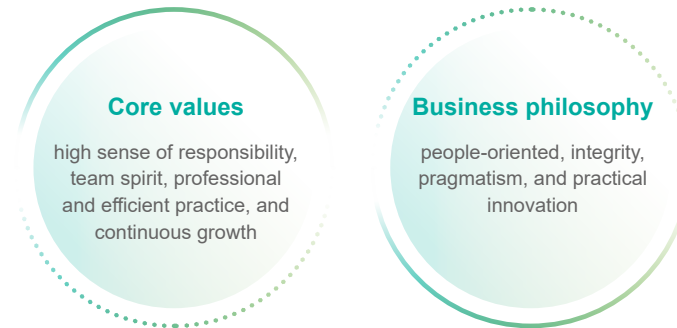 Core values
high sense of responsibility,
team spirit, professional
and efficient practice, and
continuous growth
Business philosophy
people-oriented, integrity,
pragmatism, and practical
innovation